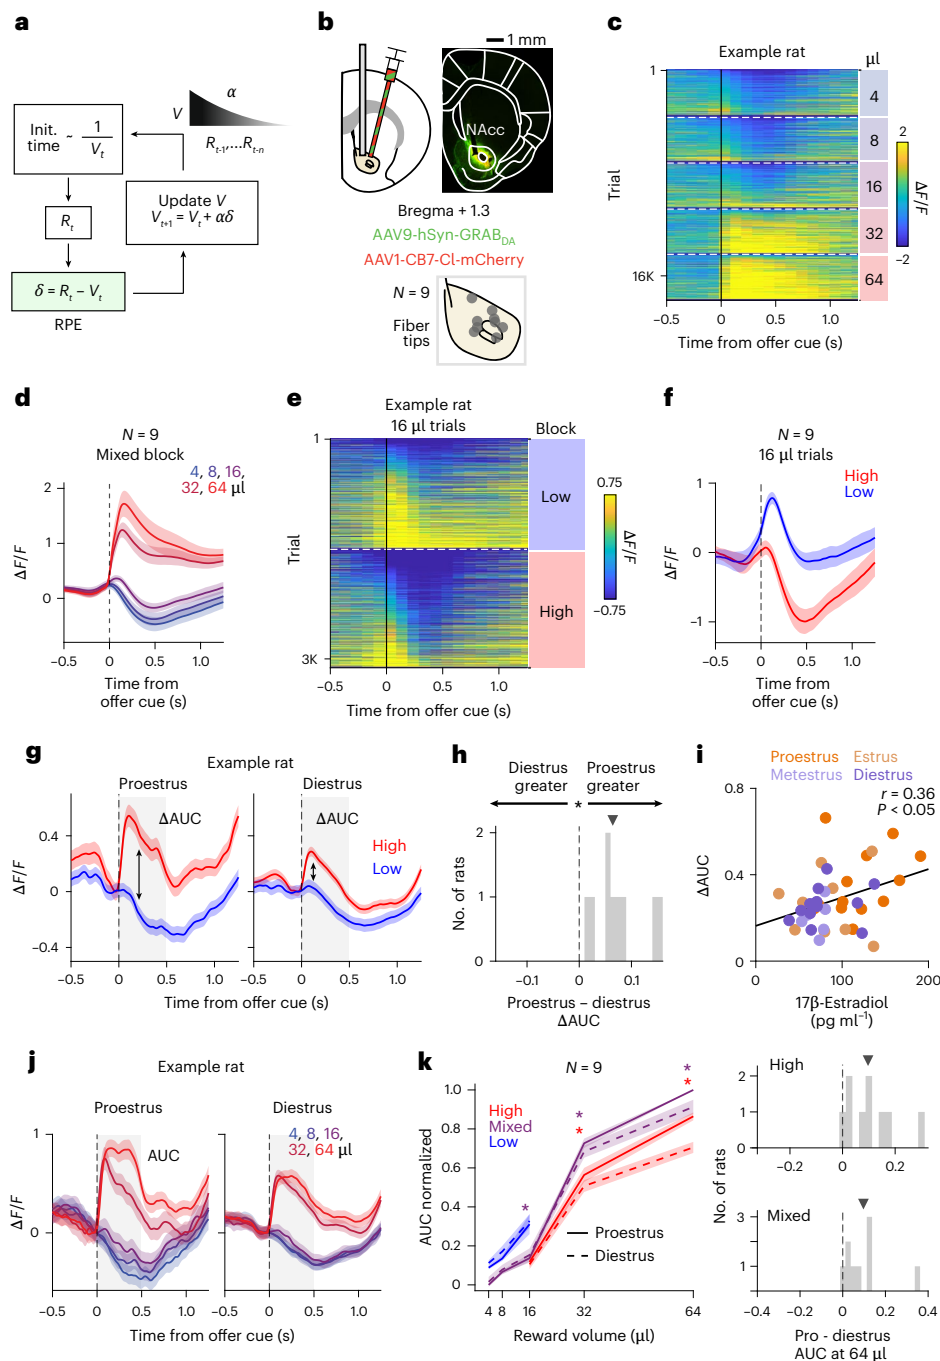 a
α
V
R_{t-1},...R_{t-n}
Init. time ~ 1/V_t
R_t
Update V
V_{t+1} = V_t + αδ
δ = R_t − V_t
RPE
b
1 mm
NAcc
Bregma + 1.3
AAV9-hSyn-GRAB_{DA}
AAV1-CB7-Cl-mCherry
N = 9
Fiber
tips
c
Example rat
µl
1
4
8
16
32
64
Trial
16K
2
−2
ΔF/F
−0.5 0 0.5 1.0
Time from offer cue (s)
d
N = 9
Mixed block
4, 8, 16,
32, 64 µl
2
1
0
ΔF/F
−0.5 0 0.5 1.0
Time from
offer cue (s)
e
Example rat
16 µl trials
Block
1
Low
High
Trial
3K
0.75
−0.75
ΔF/F
−0.5 0 0.5 1.0
Time from offer cue (s)
f
N = 9
16 µl trials
High
Low
1
0
−1
ΔF/F
−0.5 0 0.5 1.0
Time from
offer cue (s)
g
Example rat
Proestrus
Diestrus
ΔAUC
ΔAUC
High
Low
0.4
0
−0.4
ΔF/F
−0.5 0 0.5 1.0
−0.5 0 0.5 1.0
Time from offer cue (s)
h
Diestrus
greater
Proestrus
greater
*
2
1
0
No. of rats
−0.1 0 0.1
Proestrus – diestrus
ΔAUC
i
Proestrus Estrus
Metestrus Diestrus
r = 0.36
P < 0.05
0.8
0.4
0
ΔAUC
0 100 200
17β-Estradiol
(pg ml⁻¹)
j
Example rat
Proestrus
Diestrus
AUC
4, 8, 16,
32, 64 µl
1
0
ΔF/F
−0.5 0 0.5 1.0
−0.5 0 0.5 1.0
Time from offer cue (s)
k
N = 9
High
Mixed
Low
*
*
*
*
*
Proestrus
Diestrus
1.0
0.8
0.6
0.4
0.2
0
AUC normalized
4 8 16 32 64
Reward volume (µl)
High
2
1
0
−0.2 0 0.2
No. of rats
Mixed
3
2
1
0
−0.4 −0.2 0 0.2 0.4
Pro - diestrus
AUC at 64 µl